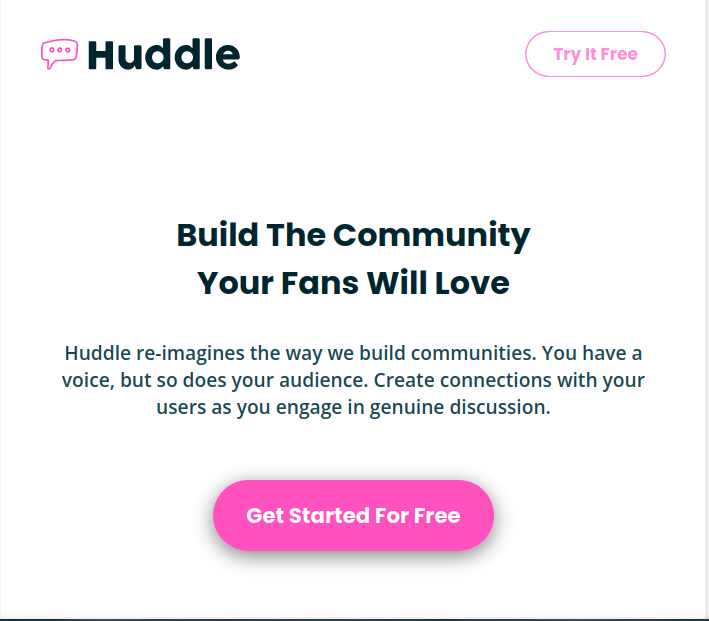 Huddle
Try It Free
Build The Community
Your Fans Will Love
Huddle re-imagines the way we build communities. You have a
voice, but so does your audience. Create connections with your
users as you engage in genuine discussion.
Get Started For Free